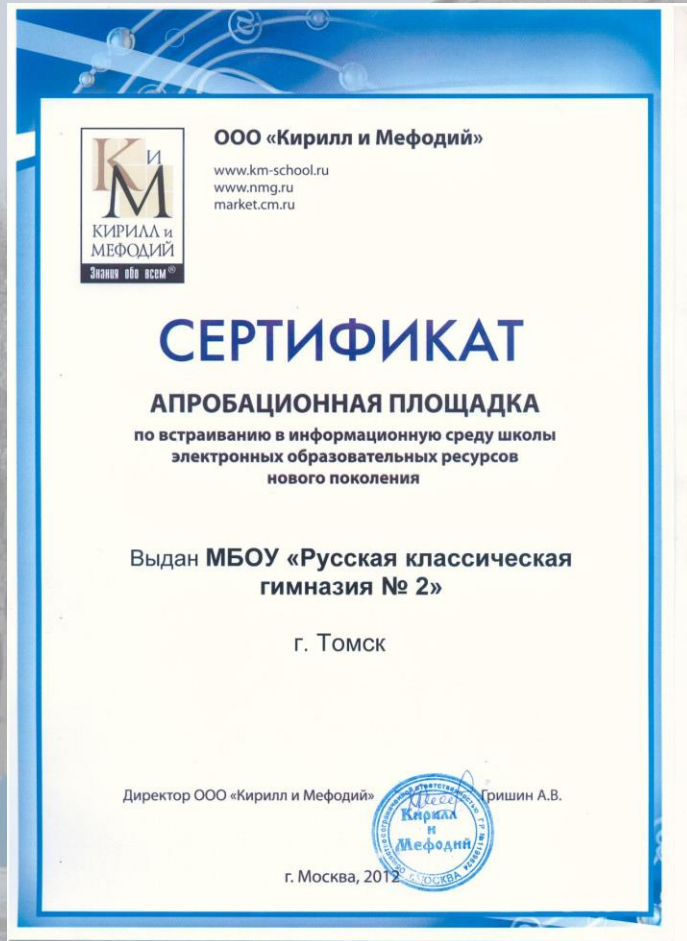 КиМ
КИРИЛЛ и
МЕФОДИЙ
Знания обо всем®
ООО «Кирилл и Мефодий»
www.km-school.ru
www.nmg.ru
market.cm.ru
СЕРТИФИКАТ
АПРОБАЦИОННАЯ ПЛОЩАДКА
по встраиванию в информационную среду школы
электронных образовательных ресурсов
нового поколения
Выдан МБОУ «Русская классическая
гимназия № 2»
г. Томск
Директор ООО «Кирилл и Мефодий»
Гришин А.В.
Кирилл
и
Мефодий
г. МОСКВА
г. Москва, 2012